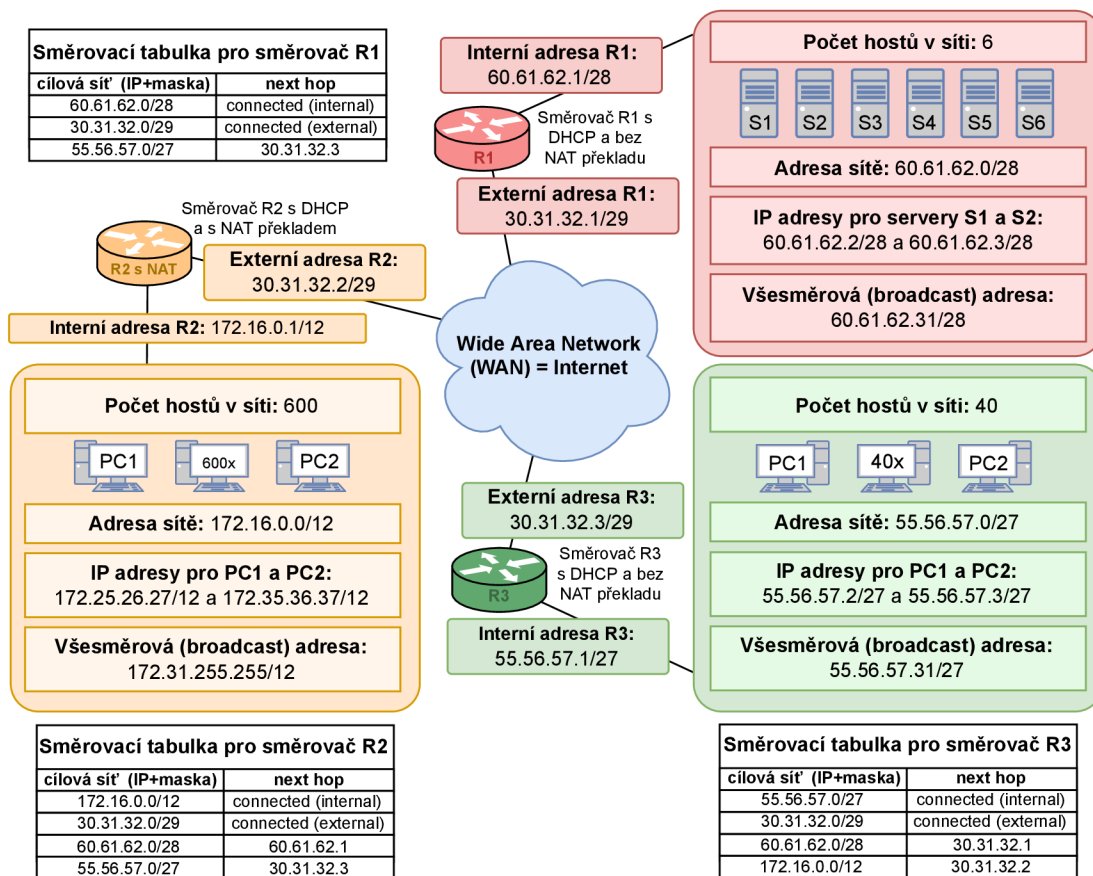 Směrovací tabulka pro směrovač R1
cílová síť (IP+maska) next hop
60.61.62.0/28 connected (internal)
30.31.32.0/29 connected (external)
55.56.57.0/27 30.31.32.3
Interní adresa R1:
60.61.62.1/28
R1
Směrovač R1 s
DHCP a bez
NAT překladu
Externí adresa R1:
30.31.32.1/29
Počet hostů v síti: 6
S1 S2 S3 S4 S5 S6
Adresa sítě: 60.61.62.0/28
IP adresy pro servery S1 a S2:
60.61.62.2/28 a 60.61.62.3/28
Všesměrová (broadcast) adresa:
60.61.62.31/28
Směrovač R2 s DHCP
a s NAT překladem
R2 s NAT
Externí adresa R2:
30.31.32.2/29
Interní adresa R2: 172.16.0.1/12
Wide Area Network
(WAN) = Internet
Počet hostů v síti: 600
PC1 600x PC2
Adresa sítě: 172.16.0.0/12
IP adresy pro PC1 a PC2:
172.25.26.27/12 a 172.35.36.37/12
Všesměrová (broadcast) adresa:
172.31.255.255/12
Externí adresa R3:
30.31.32.3/29
R3
Směrovač R3
s DHCP a bez
NAT překladu
Interní adresa R3:
55.56.57.1/27
Počet hostů v síti: 40
PC1 40x PC2
Adresa sítě: 55.56.57.0/27
IP adresy pro PC1 a PC2:
55.56.57.2/27 a 55.56.57.3/27
Všesměrová (broadcast) adresa:
55.56.57.31/27
Směrovací tabulka pro směrovač R2
cílová síť (IP+maska) next hop
172.16.0.0/12 connected (internal)
30.31.32.0/29 connected (external)
60.61.62.0/28 60.61.62.1
55.56.57.0/27 30.31.32.3
Směrovací tabulka pro směrovač R3
cílová síť (IP+maska) next hop
55.56.57.0/27 connected (internal)
30.31.32.0/29 connected (external)
60.61.62.0/28 30.31.32.1
172.16.0.0/12 30.31.32.2